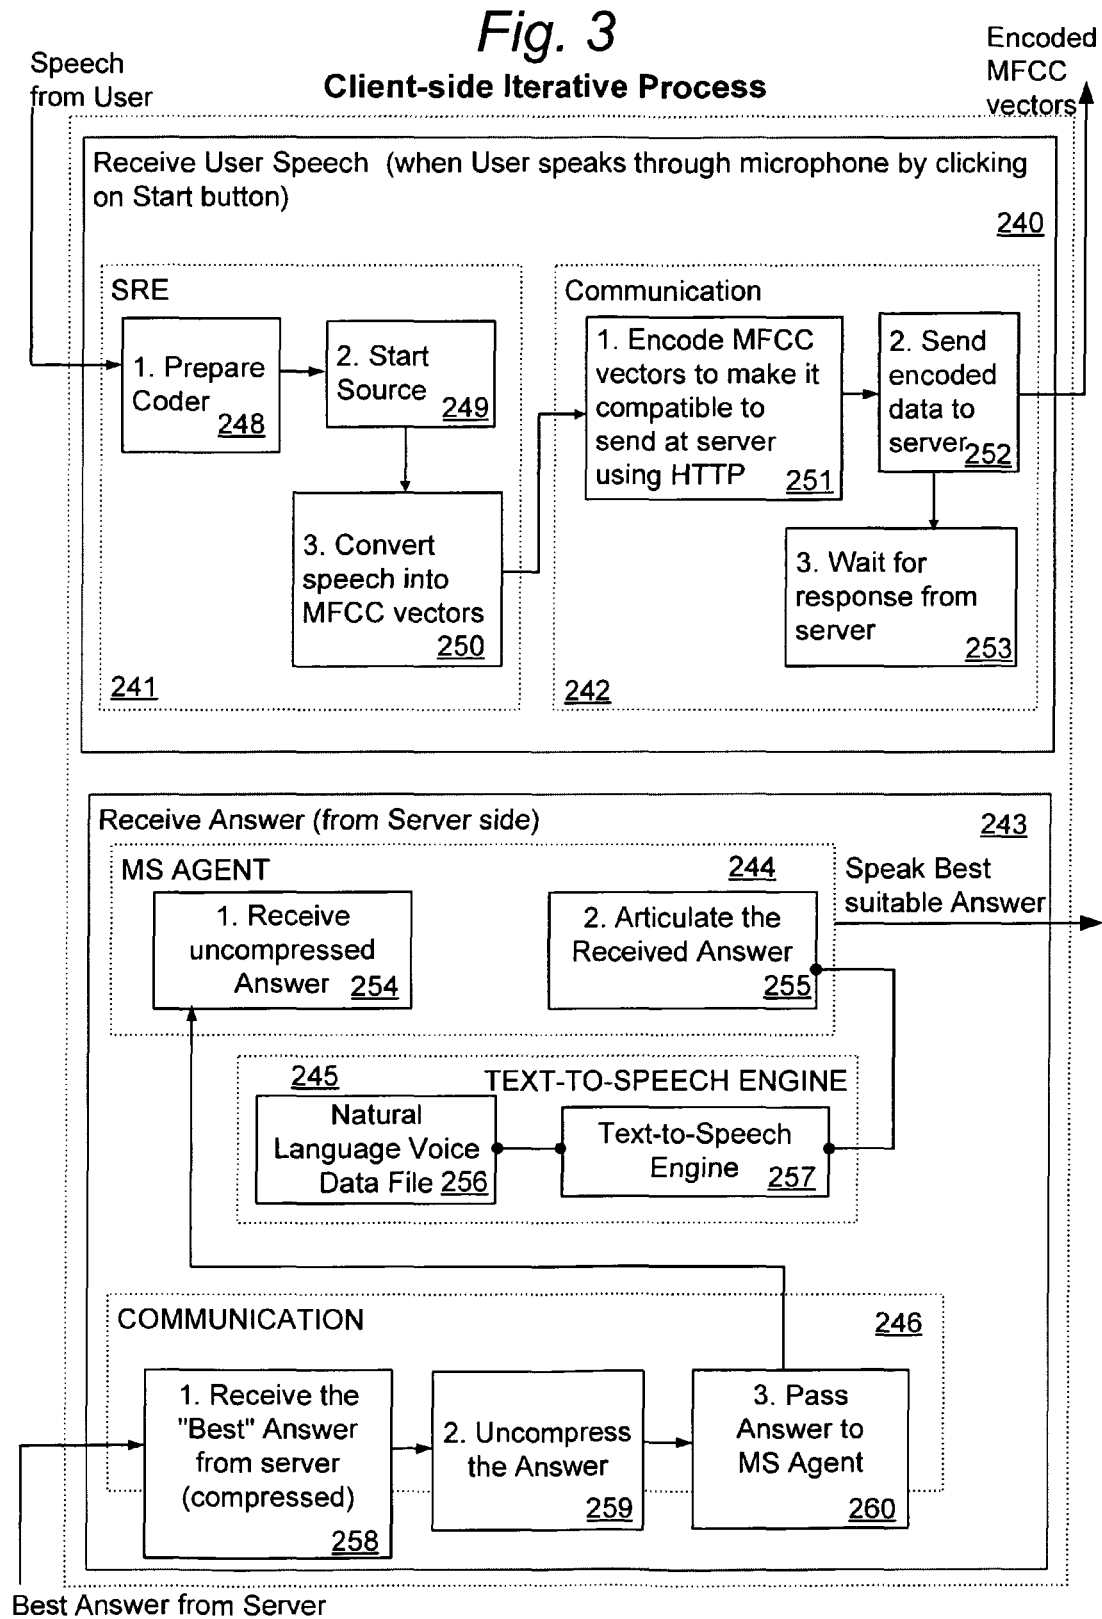 Fig. 3
Client-side Iterative Process
Speech
from User
Encoded
MFCC
vectors
Receive User Speech (when User speaks through microphone by clicking
on Start button)
240
SRE
1. Prepare
Coder
248
2. Start
Source
249
3. Convert
speech into
MFCC vectors
250
241
Communication
1. Encode MFCC
vectors to make it
compatible to
send at server
using HTTP
251
2. Send
encoded
data to
server
252
3. Wait for
response from
server
253
242
Receive Answer (from Server side)
243
MS AGENT
244
1. Receive
uncompressed
Answer
254
2. Articulate the
Received Answer
255
Speak Best
suitable Answer
245
TEXT-TO-SPEECH ENGINE
Natural
Language Voice
Data File 256
Text-to-Speech
Engine
257
COMMUNICATION
246
1. Receive the
"Best" Answer
from server
(compressed)
258
2. Uncompress
the Answer
259
3. Pass
Answer to
MS Agent
260
Best Answer from Server